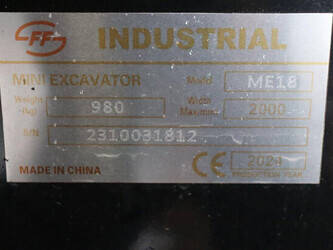 FF INDUSTRIAL
MINI EXCAVATOR Model ME18
Weight (kg) 980 Width Max(mm) 2000
S/N 2310031812
MADE IN CHINA CE 2024
PRODUCTION YEAR